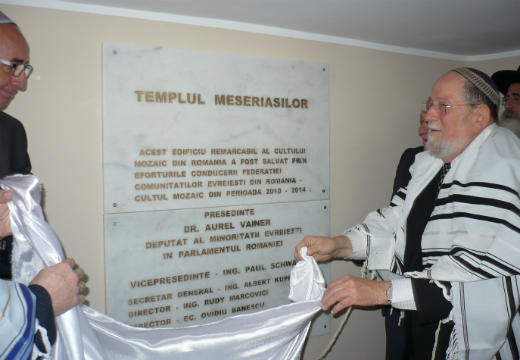 TEMPLUL MESERIASILOR
ACEST EDIFICIU REMARCABIL AL CULTULUI
MOZAIC DIN ROMANIA A FOST SALVAT PRIN
EFORTURILE CONDUCERII FEDERATIEI
COMUNITATILOR EVREIESTI DIN ROMANIA -
CULTUL MOZAIC DIN PERIOADA 2010 - 2014 :
PRESEDINTE
DR. AUREL VAINER
DEPUTAT AL MINORITATII EVREIESTI
IN PARLAMENTUL ROMANIEI
VICEPRESEDINTE - ING. PAUL
SECRETAR GENERAL - ING. ALBERT
DIRECTOR - ING. RUDY MARCOVICI
DIRECTOR - EC. OVIDIU BANESCU